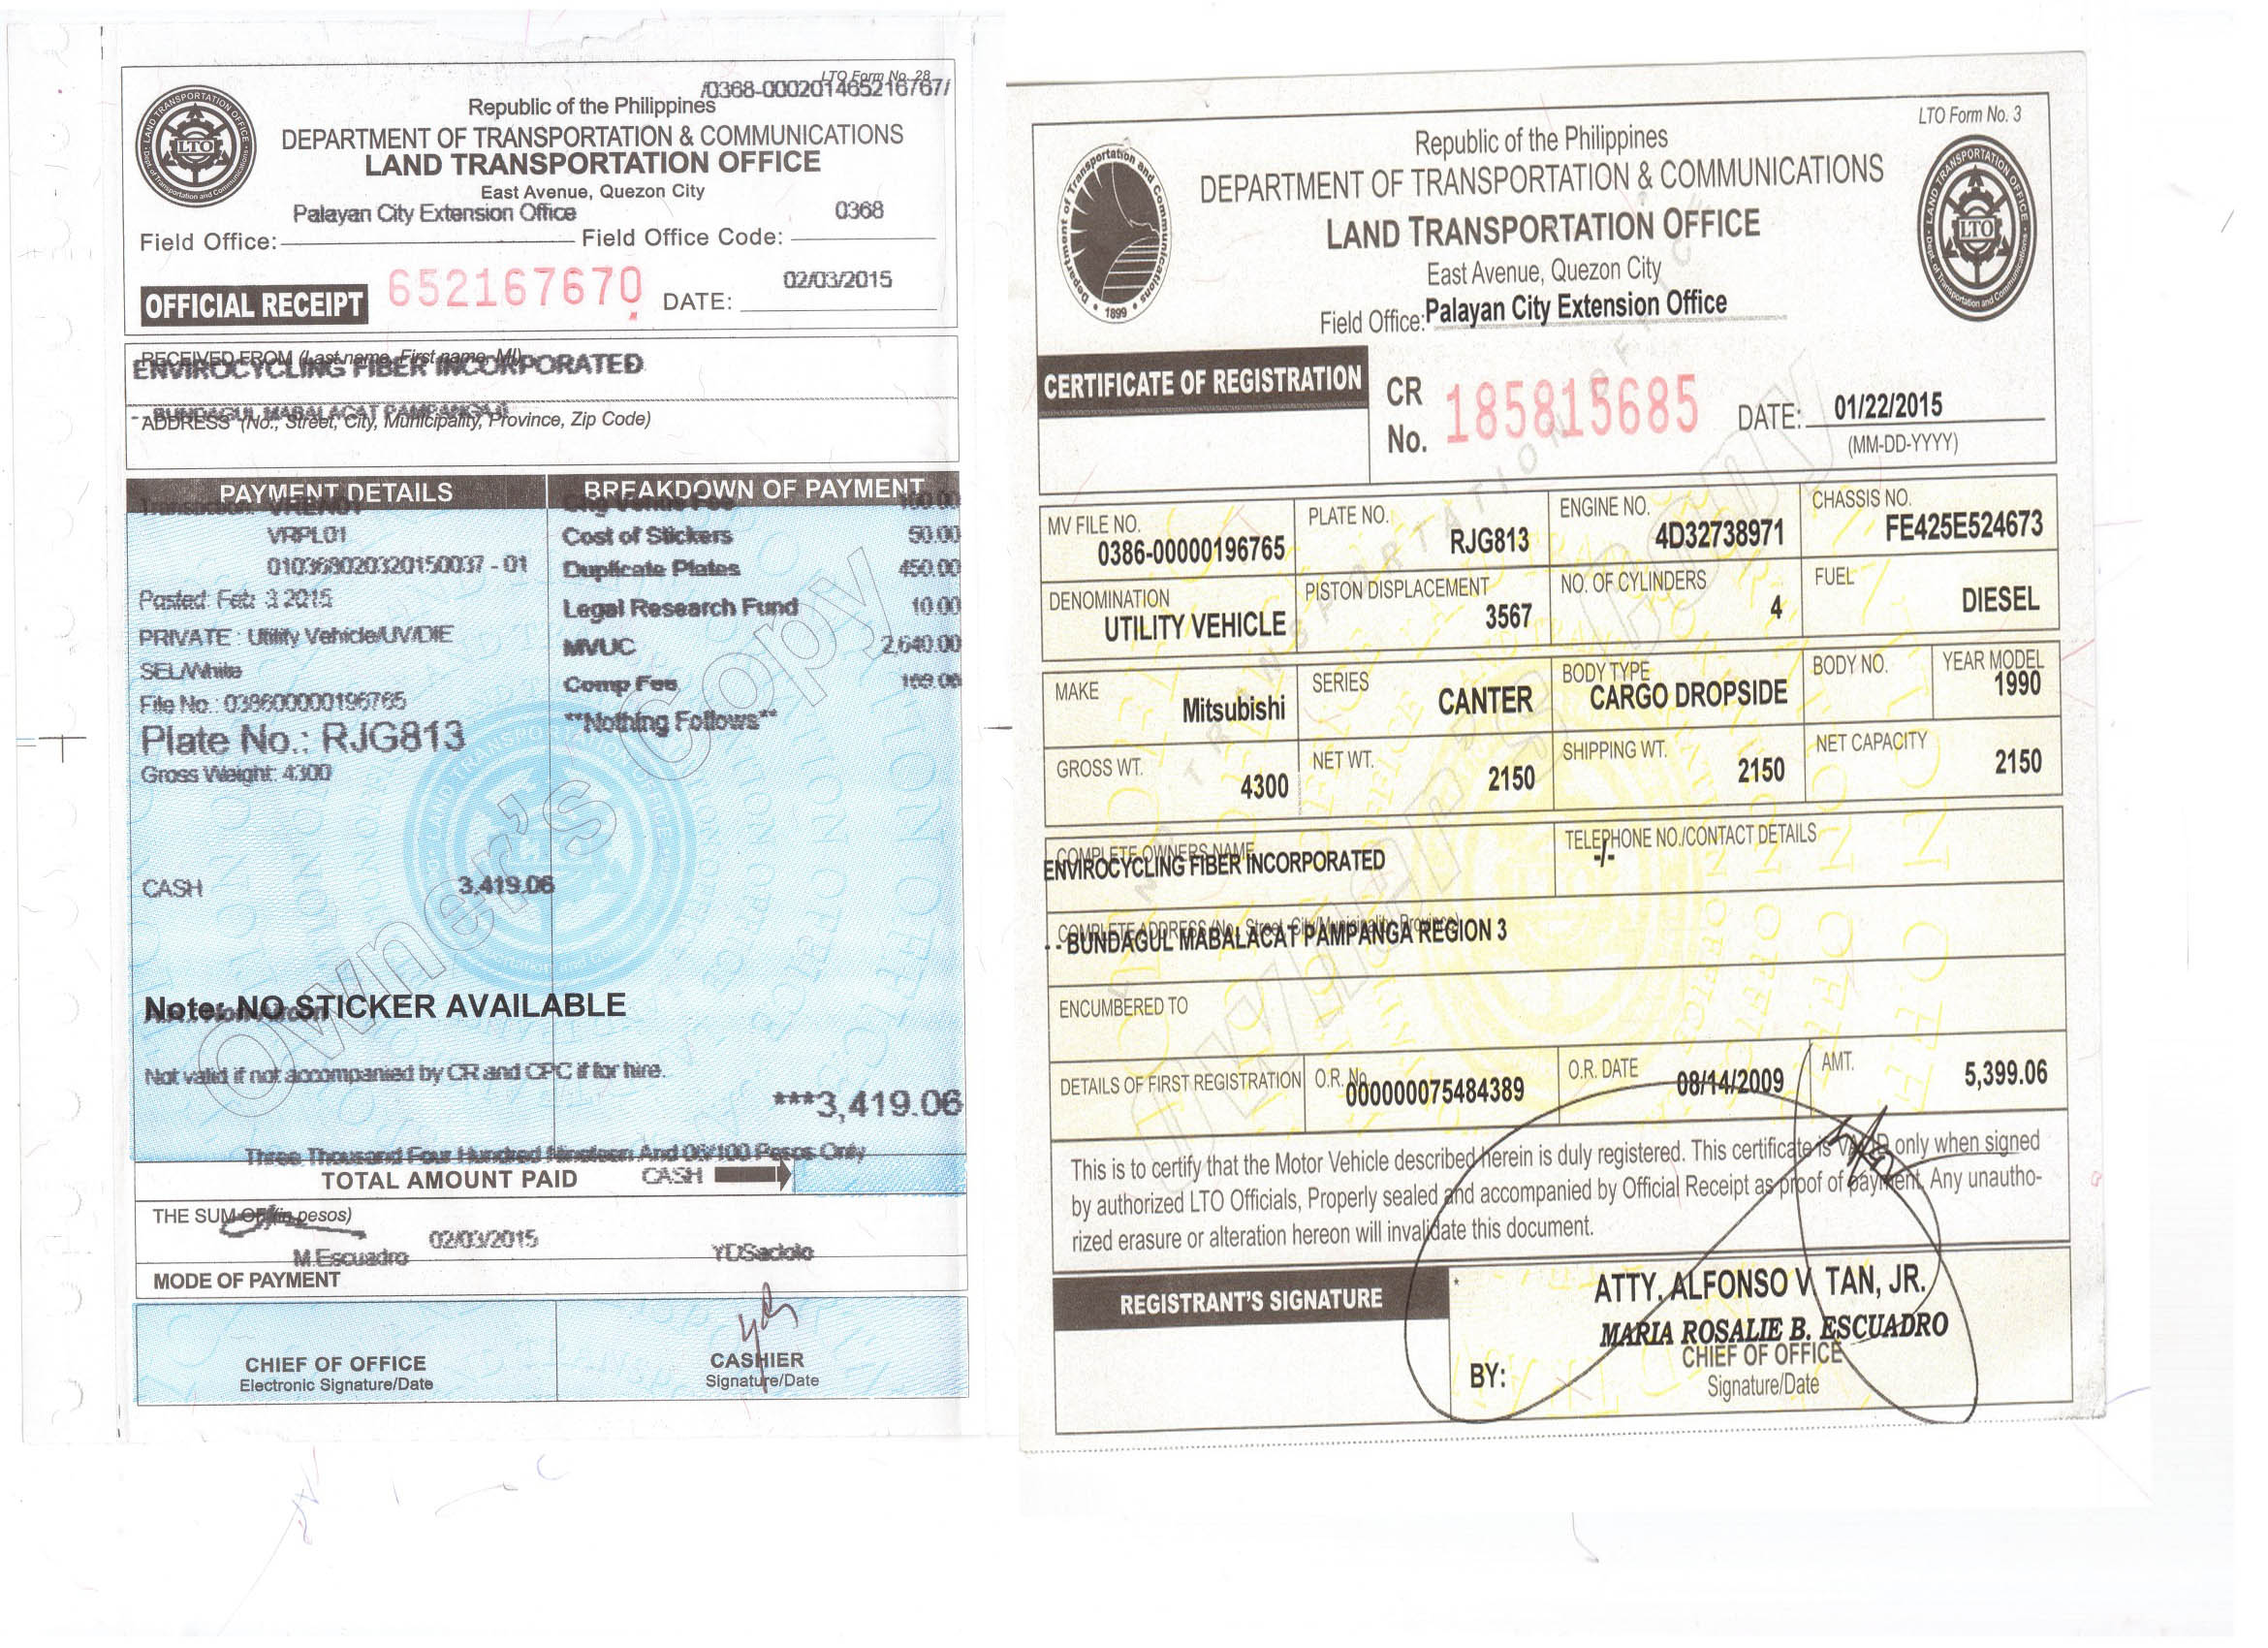 LTO Form No. 28
/0368-000201465216767/
Republic of the Philippines
DEPARTMENT OF TRANSPORTATION & COMMUNICATIONS
LAND TRANSPORTATION OFFICE
East Avenue, Quezon City
Palayan City Extension Office 0368
Field Office: Field Office Code:
OFFICIAL RECEIPT 652167670 DATE: 02/03/2015
RECEIVED FROM (Last name, First name, MI)
ENVIROCYCLING FIBER INCORPORATED
- - BUNDAGUL MABALACAT PAMPANGA
ADDRESS (No., Street, City, Municipality, Province, Zip Code)
PAYMENT DETAILS BREAKDOWN OF PAYMENT
Transaction: VREN01
VRPL01
010368020320150037 - 01
Posted: Feb 3 2015
PRIVATE : Utility Vehicle/UV/DIE
SEL/White
File No.: 038600000196765
Plate No.: RJG813
Gross Weight: 4300
CASH 3,419.06
Chg Venue Fee 100.00
Cost of Stickers 50.00
Duplicate Plates 450.00
Legal Research Fund 10.00
MVUC 2,640.00
Comp Fee 169.06
**Nothing Follows**
Owner's Copy
Note: NO STICKER AVAILABLE
Not valid if not accompanied by CR and CPC if for hire.
***3,419.06
Three Thousand Four Hundred Nineteen And 06/100 Pesos Only
TOTAL AMOUNT PAID CASH
THE SUM OF (in pesos)
M.Escuadro 02/03/2015 YDSadolo
MODE OF PAYMENT
CHIEF OF OFFICE
Electronic Signature/Date
CASHIER
Signature/Date
LTO Form No. 3
Republic of the Philippines
DEPARTMENT OF TRANSPORTATION & COMMUNICATIONS
LAND TRANSPORTATION OFFICE
East Avenue, Quezon City
Field Office: Palayan City Extension Office
CERTIFICATE OF REGISTRATION
CR No. 185815685 DATE: 01/22/2015
(MM-DD-YYYY)
MV FILE NO. 0386-00000196765
PLATE NO. RJG813
ENGINE NO. 4D32738971
CHASSIS NO. FE425E524673
DENOMINATION UTILITY VEHICLE
PISTON DISPLACEMENT 3567
NO. OF CYLINDERS 4
FUEL DIESEL
MAKE Mitsubishi
SERIES CANTER
BODY TYPE CARGO DROPSIDE
BODY NO.
YEAR MODEL 1990
GROSS WT. 4300
NET WT. 2150
SHIPPING WT. 2150
NET CAPACITY 2150
COMPLETE OWNERS NAME
ENVIROCYCLING FIBER INCORPORATED
TELEPHONE NO./CONTACT DETAILS
-/-
COMPLETE ADDRESS (No., Street, City/Municipality, Province)
- - BUNDAGUL MABALACAT PAMPANGA REGION 3
ENCUMBERED TO
DETAILS OF FIRST REGISTRATION
O.R. No. 000000075484389
O.R. DATE 08/14/2009
AMT. 5,399.06
This is to certify that the Motor Vehicle described herein is duly registered. This certificate is VALID only when signed
by authorized LTO Officials, Properly sealed and accompanied by Official Receipt as proof of payment. Any unautho-
rized erasure or alteration hereon will invalidate this document.
REGISTRANT'S SIGNATURE
ATTY. ALFONSO V. TAN, JR.
MARIA ROSALIE B. ESCUADRO
CHIEF OF OFFICE
BY: Signature/Date
Owner's Copy